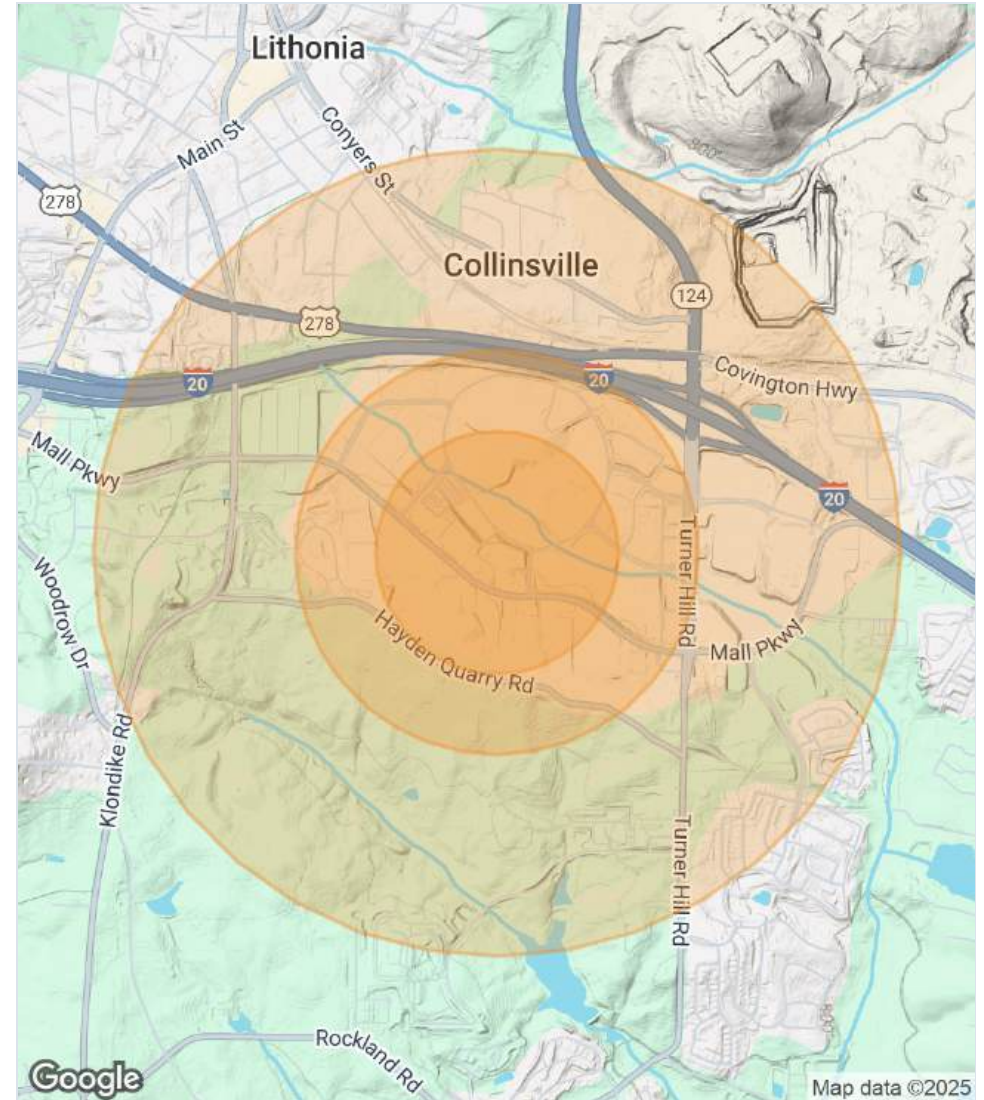 Lithonia
Main St
Conyers St
900'
278
Collinsville
124
278
20
20
Covington Hwy
Mall Pkwy
20
Turner Hill Rd
Woodrow Dr
Hayden Quarry Rd
Mall Pkwy
Klondike Rd
Turner Hill Rd
Rockland Rd
Google
Map data ©2025